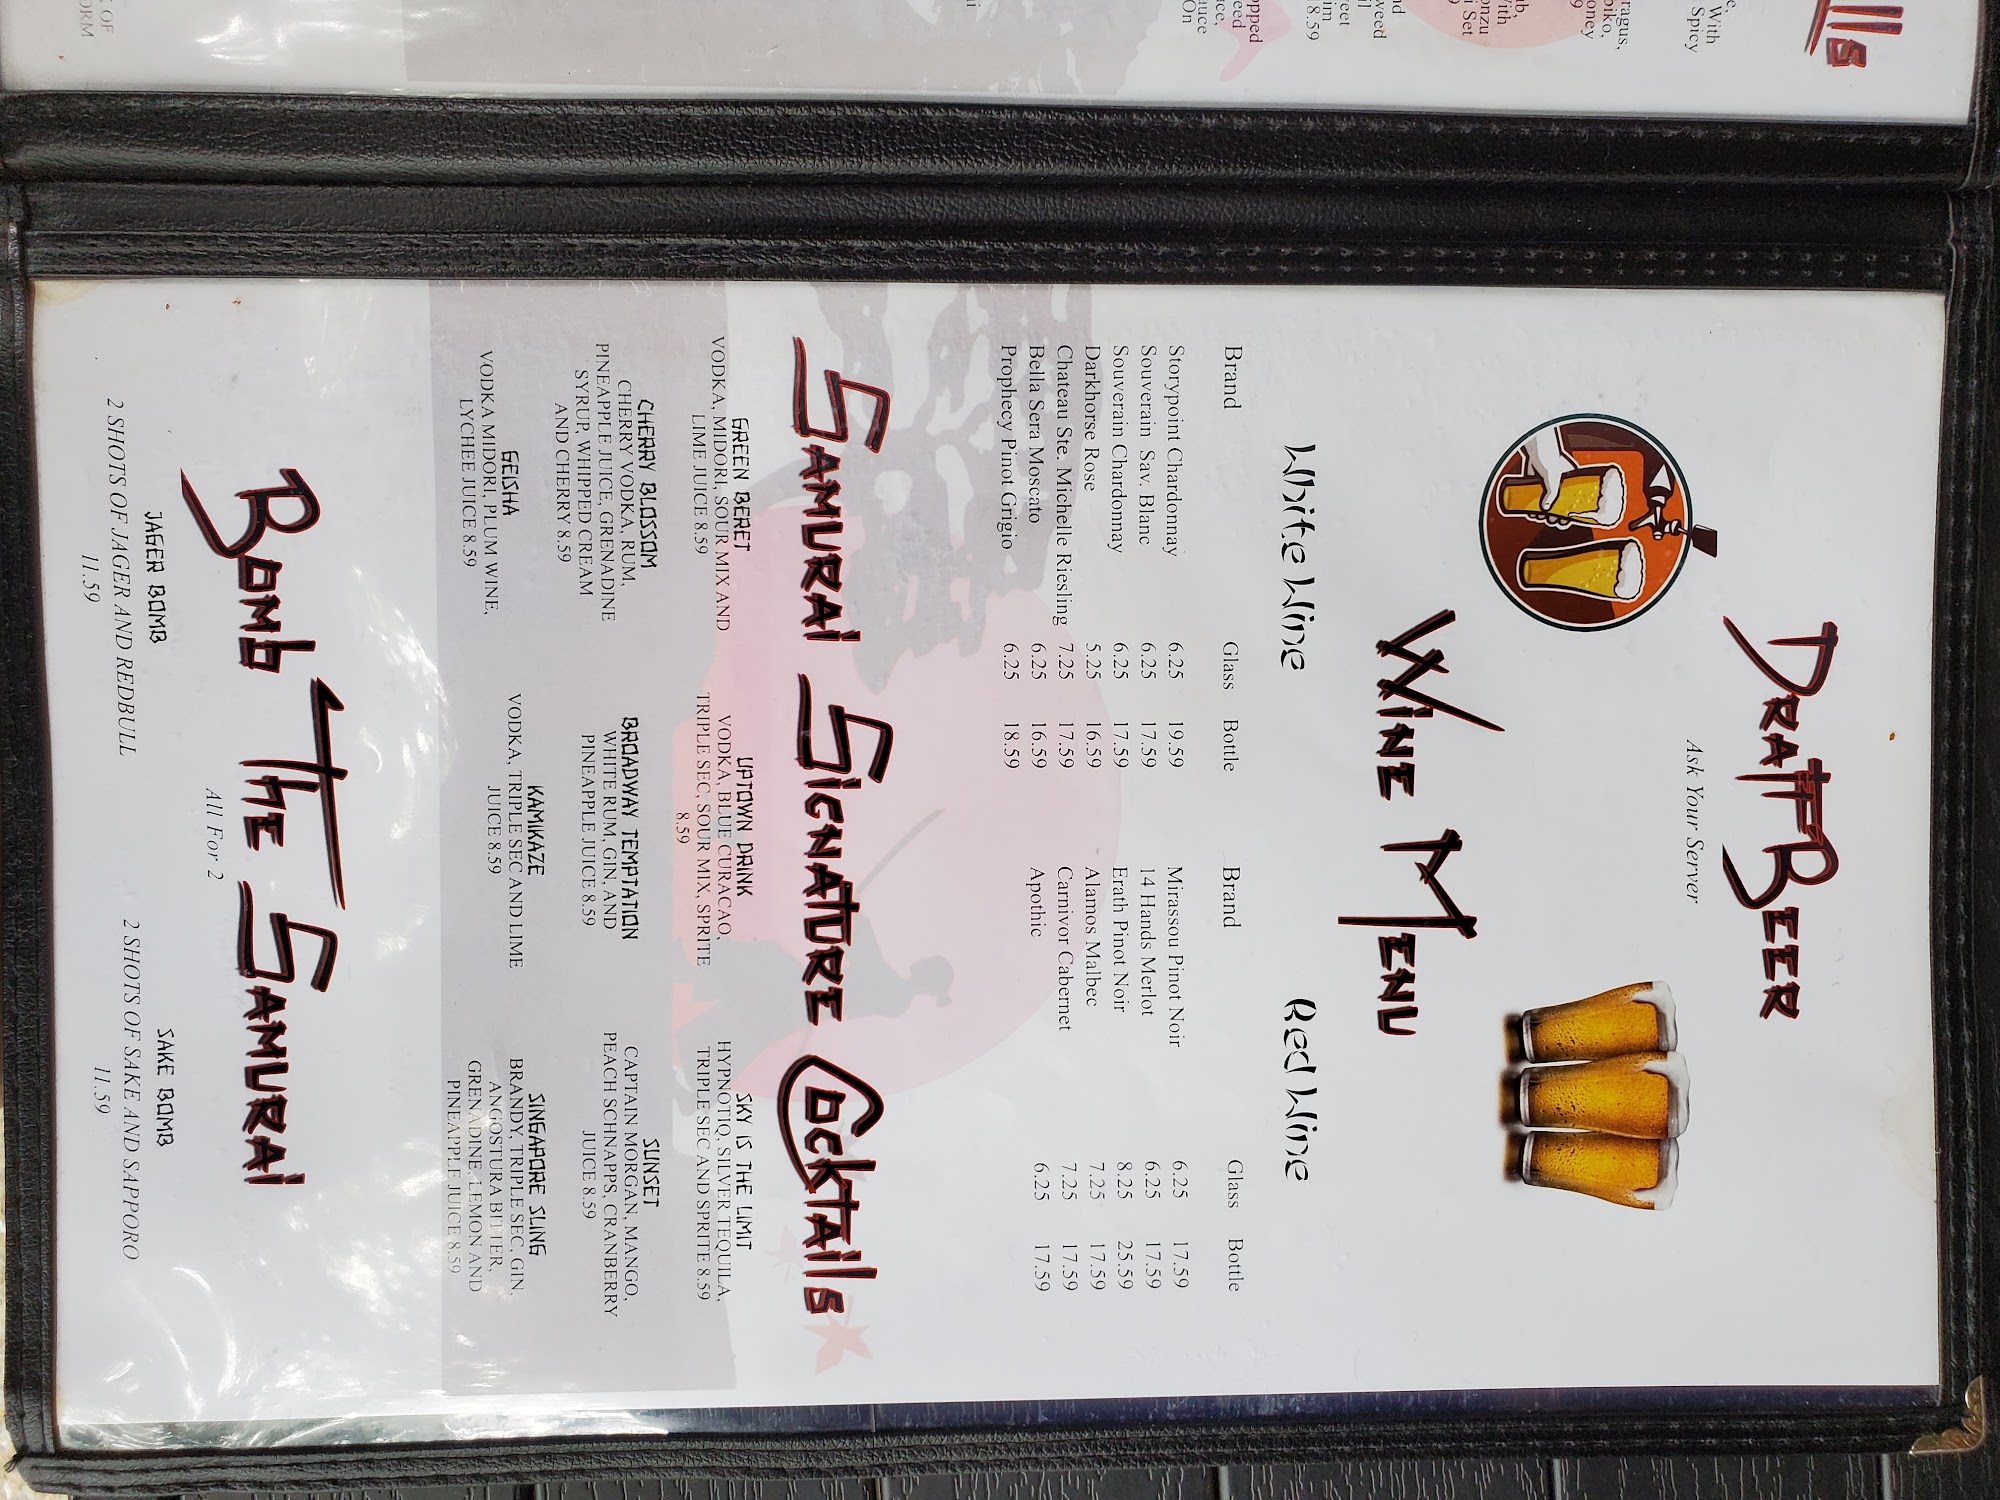 lls
With
Spicy
oney
Set
8.59
On
Draft Beer
Ask Your Server
Wine Menu
White Wine
Brand Glass Bottle
Storypoint Chardonnay 6.25 19.59
Souverain Sav. Blanc 6.25 17.59
Souverain Chardonnay 6.25 17.59
Darkhorse Rose 5.25 16.59
Chateau Ste. Michelle Riesling 7.25 17.59
Bella Sera Moscato 6.25 16.59
Prophecy Pinot Grigio 6.25 18.59
Red Wine
Brand Glass Bottle
Mirassou Pinot Noir 6.25 17.59
14 Hands Merlot 6.25 17.59
Erath Pinot Noir 8.25 25.59
Alamos Malbec 7.25 17.59
Carnivor Cabernet 7.25 17.59
Apothic 6.25 17.59
Samurai Signature Cocktails
GREEN BERET
VODKA, MIDORI, SOUR MIX AND
LIME JUICE 8.59
UPTOWN DRINK
VODKA, BLUE CURACAO,
TRIPLE SEC, SOUR MIX, SPRITE
8.59
SKY IS THE LIMIT
HYPNOTIQ, SILVER TEQUILA,
TRIPLE SEC AND SPRITE 8.59
CHERRY BLOSSOM
CHERRY VODKA, RUM,
PINEAPPLE JUICE, GRENADINE
SYRUP, WHIPPED CREAM
AND CHERRY 8.59
BROADWAY TEMPTATION
WHITE RUM, GIN, AND
PINEAPPLE JUICE 8.59
SUNSET
CAPTAIN MORGAN, MANGO,
PEACH SCHNAPPS, CRANBERRY
JUICE 8.59
GEISHA
VODKA MIDORI, PLUM WINE,
LYCHEE JUICE 8.59
KAMIKAZE
VODKA, TRIPLE SEC AND LIME
JUICE 8.59
SINGAPORE SLING
BRANDY, TRIPLE SEC, GIN,
ANGOSTURA BITTER,
GRENADINE, LEMON AND
PINEAPPLE JUICE 8.59
Bomb The Samurai
All For 2
JAGER BOMB
2 SHOTS OF JAGER AND REDBULL
11.59
SAKE BOMB
2 SHOTS OF SAKE AND SAPPORO
11.59